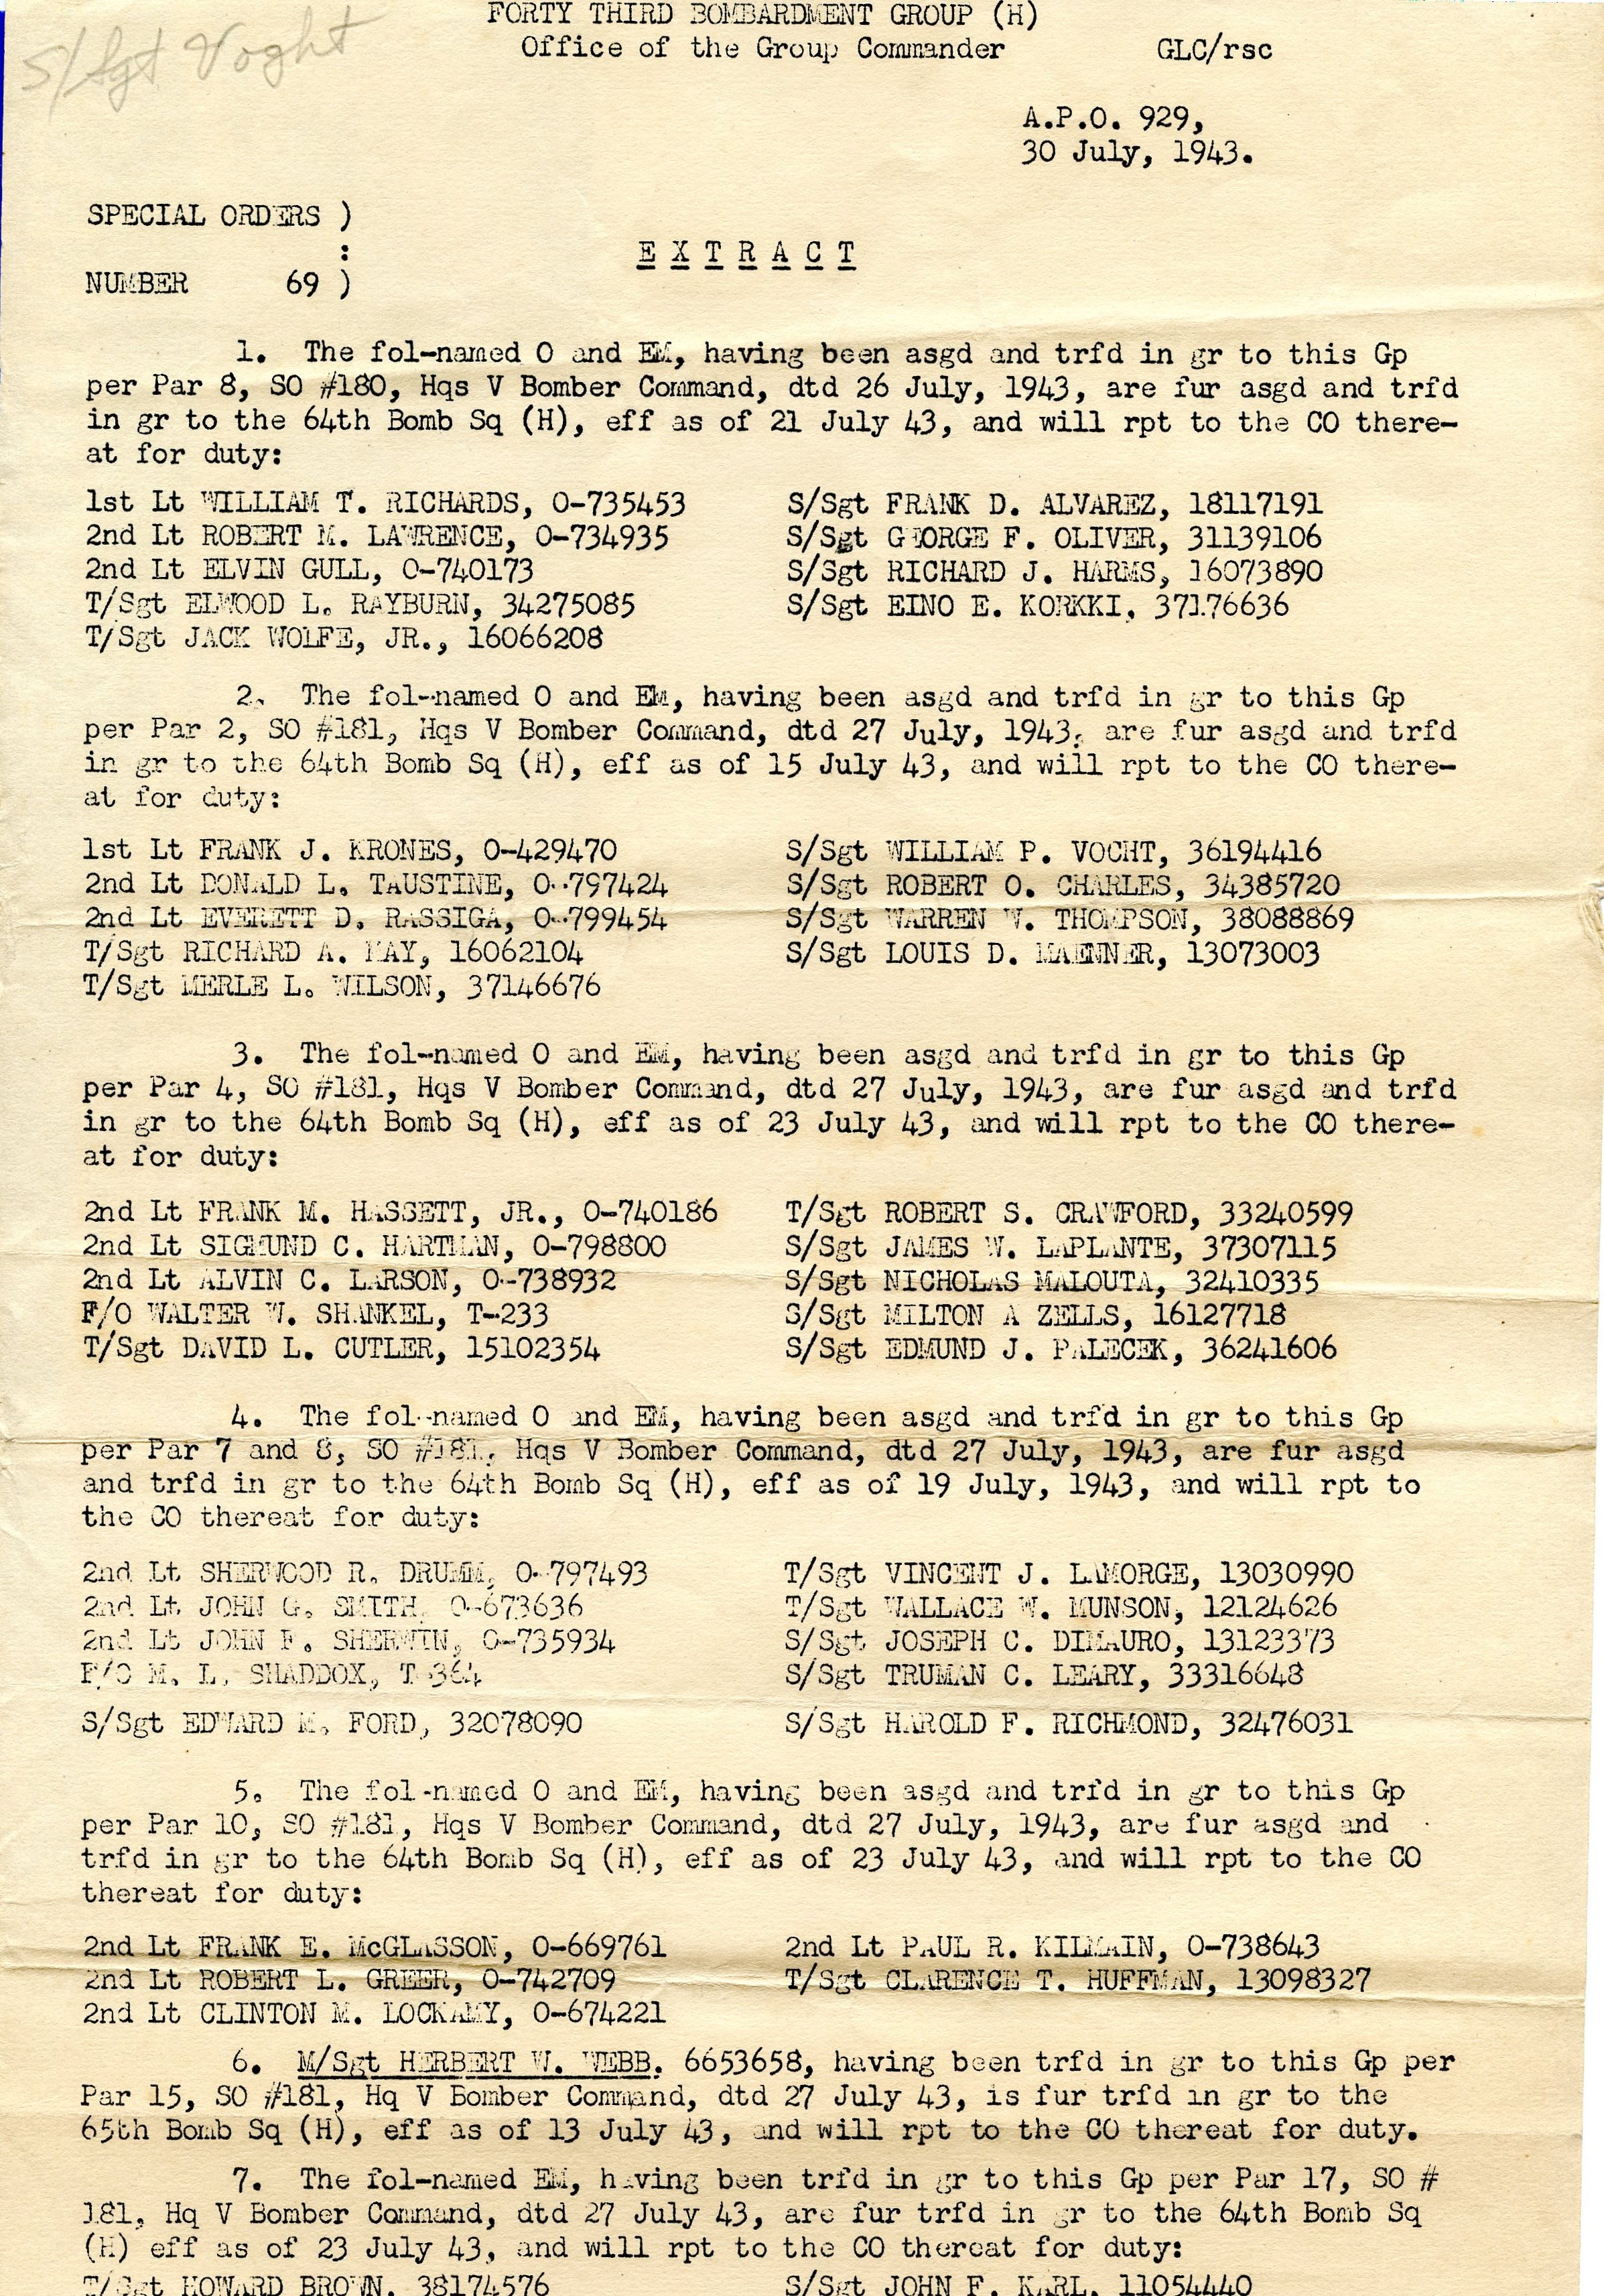 S/Sgt Voght
FORTY THIRD BOMBARDMENT GROUP (H)
Office of the Group Commander GLC/rsc
A.P.O. 929,
30 July, 1943.
SPECIAL ORDERS )
:
E X T R A C T
NUMBER 69 )
1. The fol-named O and EM, having been asgd and trfd in gr to this Gp
per Par 8, SO #180, Hqs V Bomber Command, dtd 26 July, 1943, are fur asgd and trfd
in gr to the 64th Bomb Sq (H), eff as of 21 July 43, and will rpt to the CO there-
at for duty:
1st Lt WILLIAM T. RICHARDS, O-735453 S/Sgt FRANK D. ALVAREZ, 18117191
2nd Lt ROBERT M. LAWRENCE, O-734935 S/Sgt GEORGE F. OLIVER, 31139106
2nd Lt ELVIN GULL, O-740173 S/Sgt RICHARD J. HARMS, 16073890
T/Sgt ELWOOD L. RAYBURN, 34275085 S/Sgt EINO E. KORKKI, 37176636
T/Sgt JACK WOLFE, JR., 16066208
2. The fol-named O and EM, having been asgd and trfd in gr to this Gp
per Par 2, SO #181, Hqs V Bomber Command, dtd 27 July, 1943, are fur asgd and trfd
in gr to the 64th Bomb Sq (H), eff as of 15 July 43, and will rpt to the CO there-
at for duty:
1st Lt FRANK J. KRONES, O-429470 S/Sgt WILLIAM P. VOCHT, 36194416
2nd Lt DONALD L. TAUSTINE, O-797424 S/Sgt ROBERT O. CHARLES, 34385720
2nd Lt EVERETT D. RASSIGA, O-799454 S/Sgt WARREN W. THOMPSON, 38088869
T/Sgt RICHARD A. MAY, 16062104 S/Sgt LOUIS D. MAENNER, 13073003
T/Sgt MERLE L. WILSON, 37146676
3. The fol-named O and EM, having been asgd and trfd in gr to this Gp
per Par 4, SO #181, Hqs V Bomber Command, dtd 27 July, 1943, are fur asgd and trfd
in gr to the 64th Bomb Sq (H), eff as of 23 July 43, and will rpt to the CO there-
at for duty:
2nd Lt FRANK M. HASSETT, JR., O-740186 T/Sgt ROBERT S. CRAWFORD, 33240599
2nd Lt SIGMUND C. HARTMAN, O-798800 S/Sgt JAMES W. LAPLANTE, 37307115
2nd Lt ALVIN C. LARSON, O-738932 S/Sgt NICHOLAS MALOUTA, 32410335
F/O WALTER W. SHANKEL, T-233 S/Sgt MILTON A ZELLS, 16127718
T/Sgt DAVID L. CUTLER, 15102354 S/Sgt EDMUND J. PALECEK, 36241606
4. The fol-named O and EM, having been asgd and trfd in gr to this Gp
per Par 7 and 8, SO #181, Hqs V Bomber Command, dtd 27 July, 1943, are fur asgd
and trfd in gr to the 64th Bomb Sq (H), eff as of 19 July, 1943, and will rpt to
the CO thereat for duty:
2nd Lt SHERWOOD R. DRUMM, O-797493 T/Sgt VINCENT J. LAMORGE, 13030990
2nd Lt JOHN G. SMITH, O-673636 T/Sgt WALLACE W. MUNSON, 12124626
2nd Lt JOHN F. SHERWIN, O-735934 S/Sgt JOSEPH C. DIMAURO, 13123373
F/O M. L. SHADDOX, T-364 S/Sgt TRUMAN C. LEARY, 33316648
S/Sgt EDWARD M. FORD, 32078090 S/Sgt HAROLD F. RICHMOND, 32476031
5. The fol-named O and EM, having been asgd and trfd in gr to this Gp
per Par 10, SO #181, Hqs V Bomber Command, dtd 27 July, 1943, are fur asgd and
trfd in gr to the 64th Bomb Sq (H), eff as of 23 July 43, and will rpt to the CO
thereat for duty:
2nd Lt FRANK E. McGLASSON, O-669761 2nd Lt PAUL R. KILMAIN, O-738643
2nd Lt ROBERT L. GREER, O-742709 T/Sgt CLARENCE T. HUFFMAN, 13098327
2nd Lt CLINTON M. LOCKAMY, O-674221
6. M/Sgt HERBERT W. WEBB. 6653658, having been trfd in gr to this Gp per
Par 15, SO #181, Hq V Bomber Command, dtd 27 July 43, is fur trfd in gr to the
65th Bomb Sq (H), eff as of 13 July 43, and will rpt to the CO thereat for duty.
7. The fol-named EM, having been trfd in gr to this Gp per Par 17, SO #
181, Hq V Bomber Command, dtd 27 July 43, are fur trfd in gr to the 64th Bomb Sq
(H) eff as of 23 July 43, and will rpt to the CO thereat for duty:
T/Sgt HOWARD BROWN, 38174576 S/Sgt JOHN F. KARL, 11054440